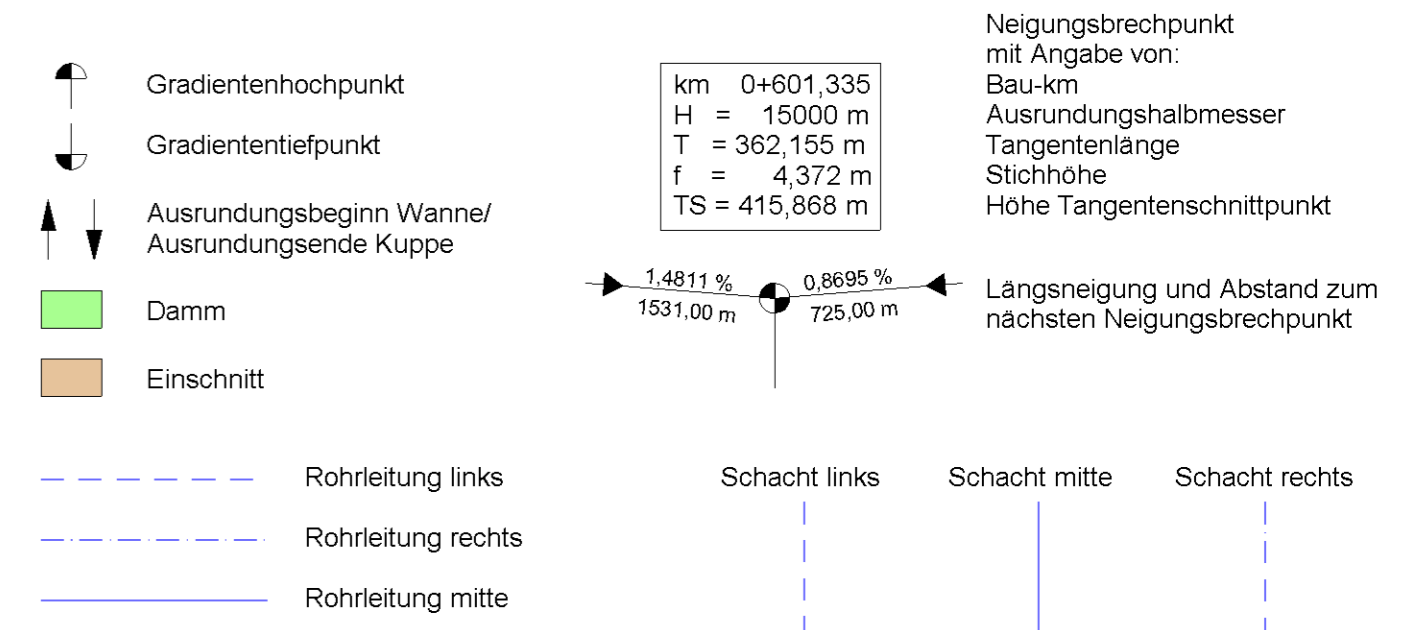 Gradientenhochpunkt
Gradiententiefpunkt
Ausrundungsbeginn Wanne/
Ausrundungsende Kuppe
Damm
Einschnitt
km 0+601,335
H = 15000 m
T = 362,155 m
f = 4,372 m
TS = 415,868 m
Neigungsbrechpunkt
mit Angabe von:
Bau-km
Ausrundungshalbmesser
Tangentenlänge
Stichhöhe
Höhe Tangentenschnittpunkt
1,4811 %
1531,00 m
0,8695 %
725,00 m
Längsneigung und Abstand zum
nächsten Neigungsbrechpunkt
Rohrleitung links
Rohrleitung rechts
Rohrleitung mitte
Schacht links
Schacht mitte
Schacht rechts